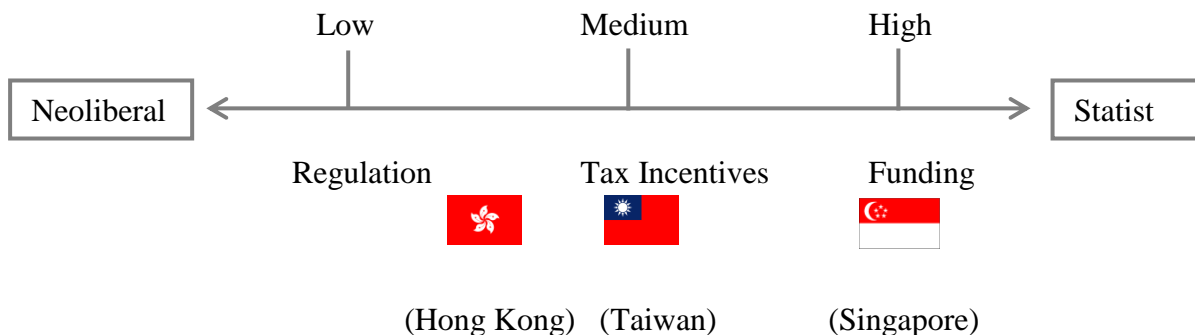 Low Medium High
Neoliberal Statist
Regulation Tax Incentives Funding
(Hong Kong) (Taiwan) (Singapore)